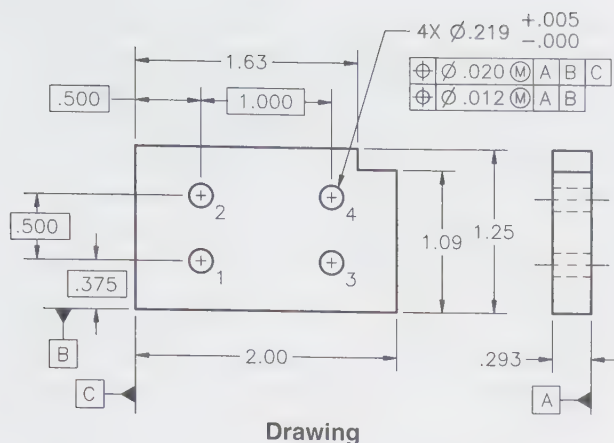 4X Ø.219 +.005
-.000
⌖ Ø .020 Ⓜ A B C
⌖ Ø .012 Ⓜ A B
1.63
.500
1.000
2
4
.500
1
3
.375
1.09
1.25
B
2.00
.293
C
A
Drawing